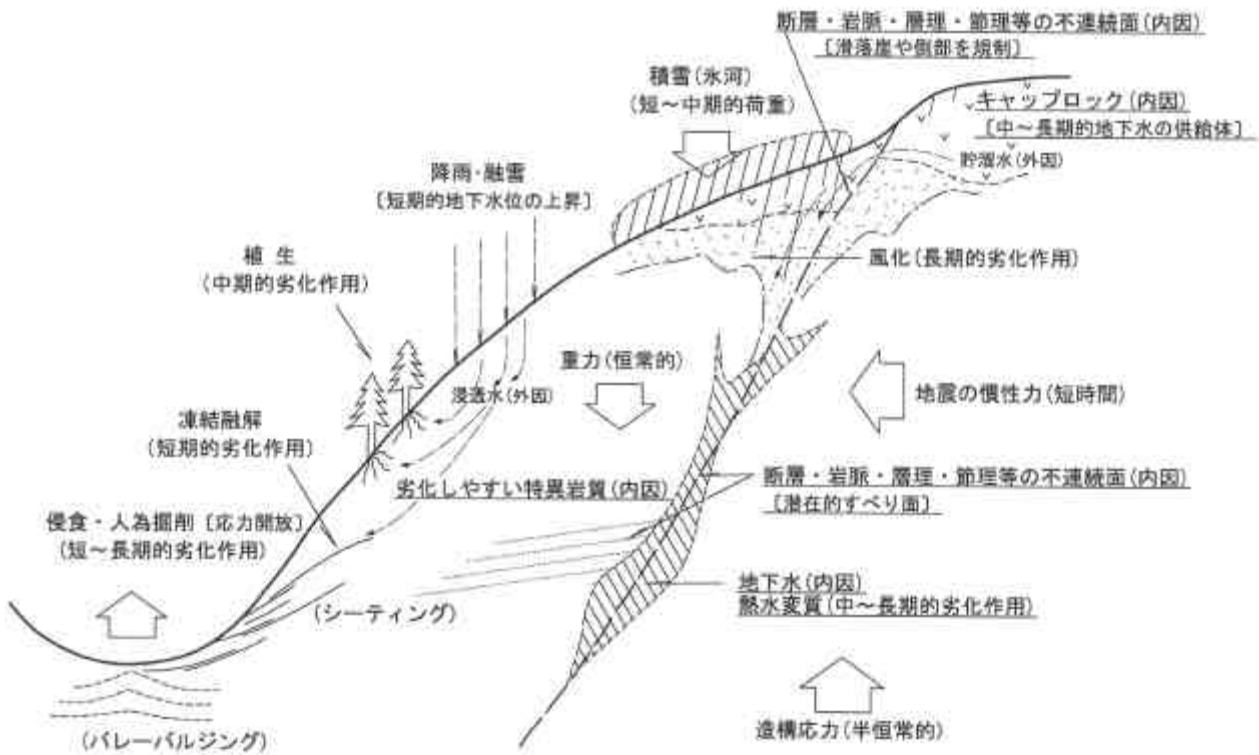 断層・岩脈・層理・節理等の不連続面(内因)
〔滑落崖や側部を規制〕
積雪(氷河)
(短～中期的荷重)
キャップロック(内因)
〔中～長期的地下水の供給体〕
貯溜水(外因)
降雨・融雪
〔短期的地下水位の上昇〕
植 生
(中期的劣化作用)
風化(長期的劣化作用)
重力(恒常的)
浸透水(外因)
地震の慣性力(短時間)
凍結融解
(短期的劣化作用)
劣化しやすい特異岩質(内因)
断層・岩脈・層理・節理等の不連続面(内因)
〔潜在的すべり面〕
侵食・人為掘削〔応力開放〕
(短～長期的劣化作用)
地下水(内因)
熱水変質(中～長期的劣化作用)
(シーティング)
造構応力(半恒常的)
(バレーバルジング)